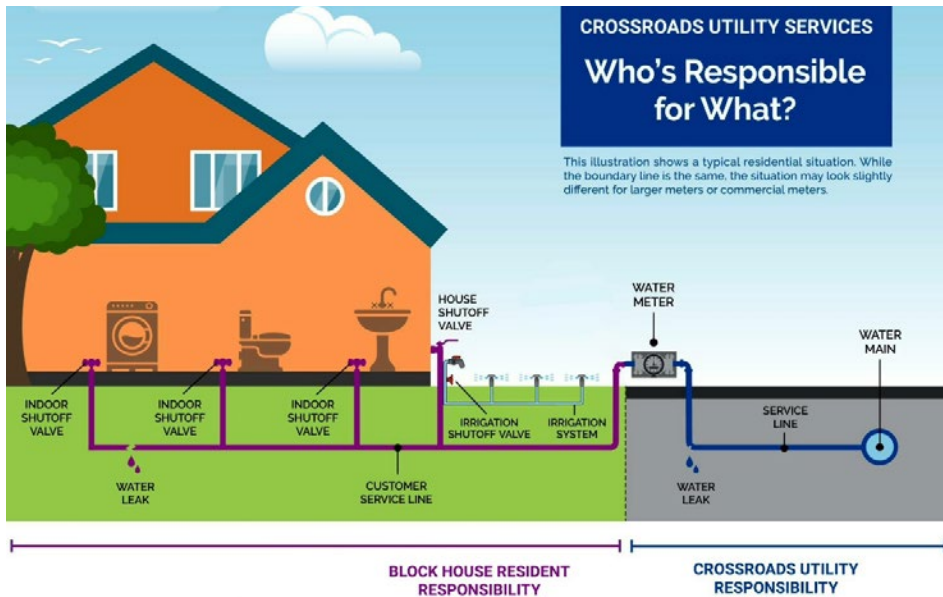 CROSSROADS UTILITY SERVICES
Who's Responsible
for What?
This illustration shows a typical residential situation. While
the boundary line is the same, the situation may look slightly
different for larger meters or commercial meters.
HOUSE
SHUTOFF
VALVE
WATER
METER
WATER
MAIN
INDOOR
SHUTOFF
VALVE
INDOOR
SHUTOFF
VALVE
INDOOR
SHUTOFF
VALVE
IRRIGATION
SHUTOFF VALVE
IRRIGATION
SYSTEM
SERVICE
LINE
WATER
LEAK
CUSTOMER
SERVICE LINE
WATER
LEAK
BLOCK HOUSE RESIDENT
RESPONSIBILITY
CROSSROADS UTILITY
RESPONSIBILITY